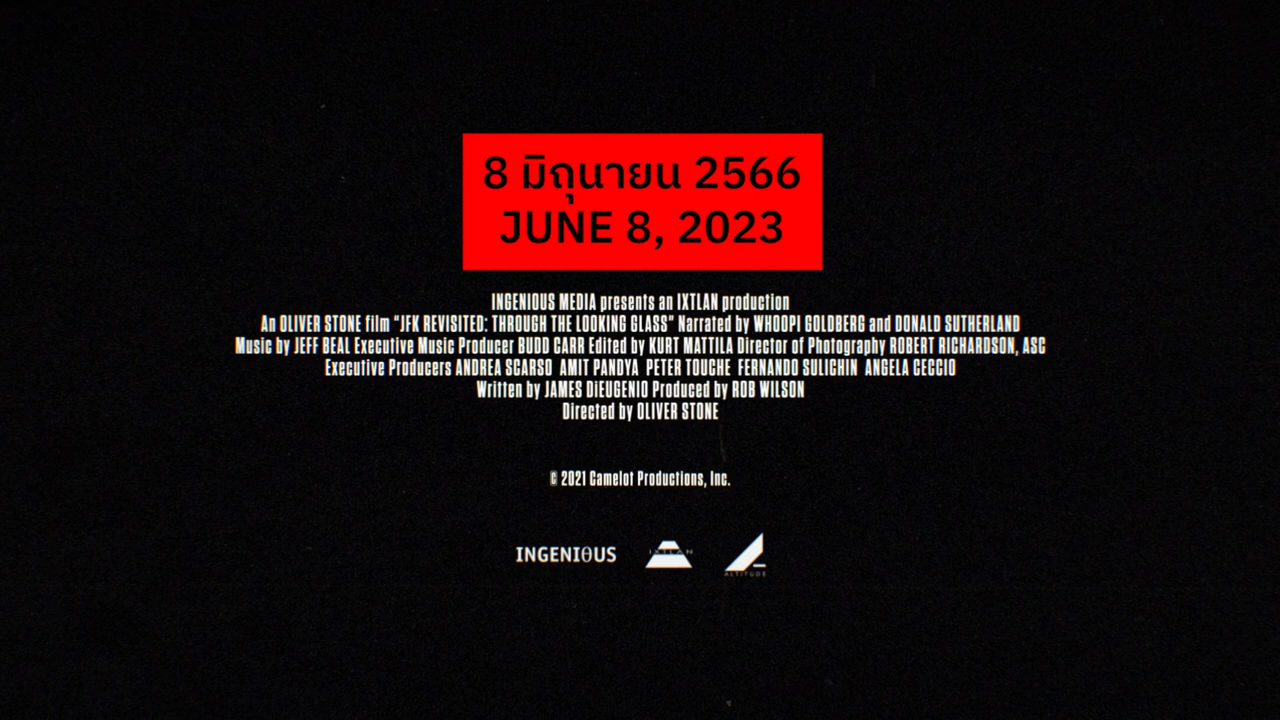 8 มิถุนายน 2566
JUNE 8, 2023
INGENIOUS MEDIA presents an IXTLAN production
An OLIVER STONE film “JFK REVISITED: THROUGH THE LOOKING GLASS” Narrated by WHOOPI GOLDBERG and DONALD SUTHERLAND
Music by JEFF BEAL Executive Music Producer BUDD CARR Edited by KURT MATTILA Director of Photography ROBERT RICHARDSON, ASC
Executive Producers ANDREA SCARSO AMIT PANDYA PETER TOUCHE FERNANDO SULICHIN ANGELA CECCIO
Written by JAMES DiEUGENIO Produced by ROB WILSON
Directed by OLIVER STONE
© 2021 Camelot Productions, Inc.
INGENIθUS IXTLAN ALTITUDE